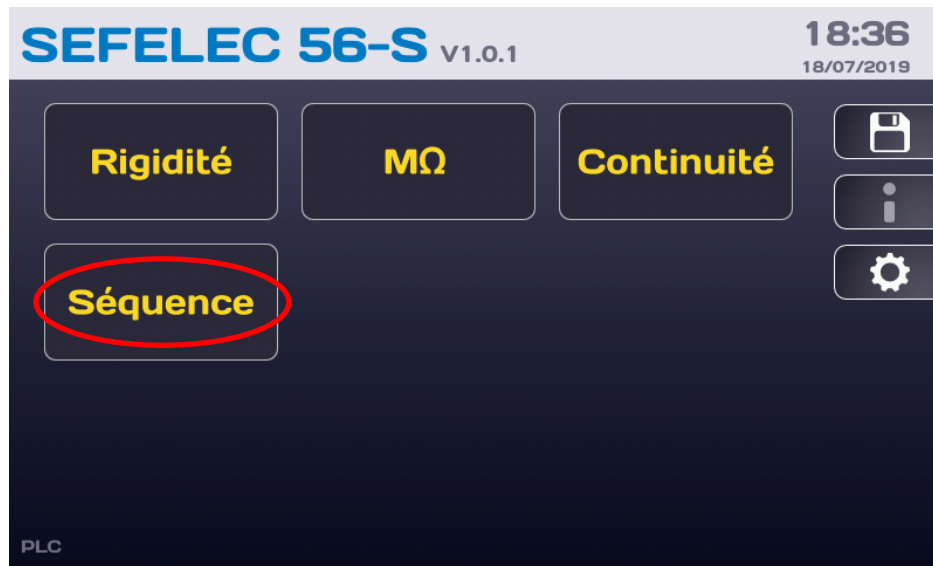 SEFELEC 56-S V1.0.1
18:36
18/07/2019
Rigidité
MΩ
Continuité
Séquence
PLC